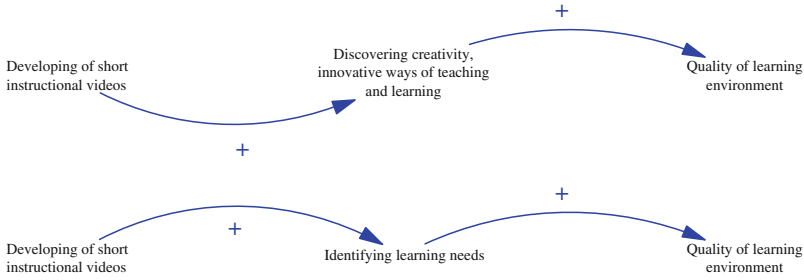 +
Developing of short
instructional videos
Discovering creativity,
innovative ways of teaching
and learning
Quality of learning
environment
+
+
+
Developing of short
instructional videos
Identifying learning needs
Quality of learning
environment